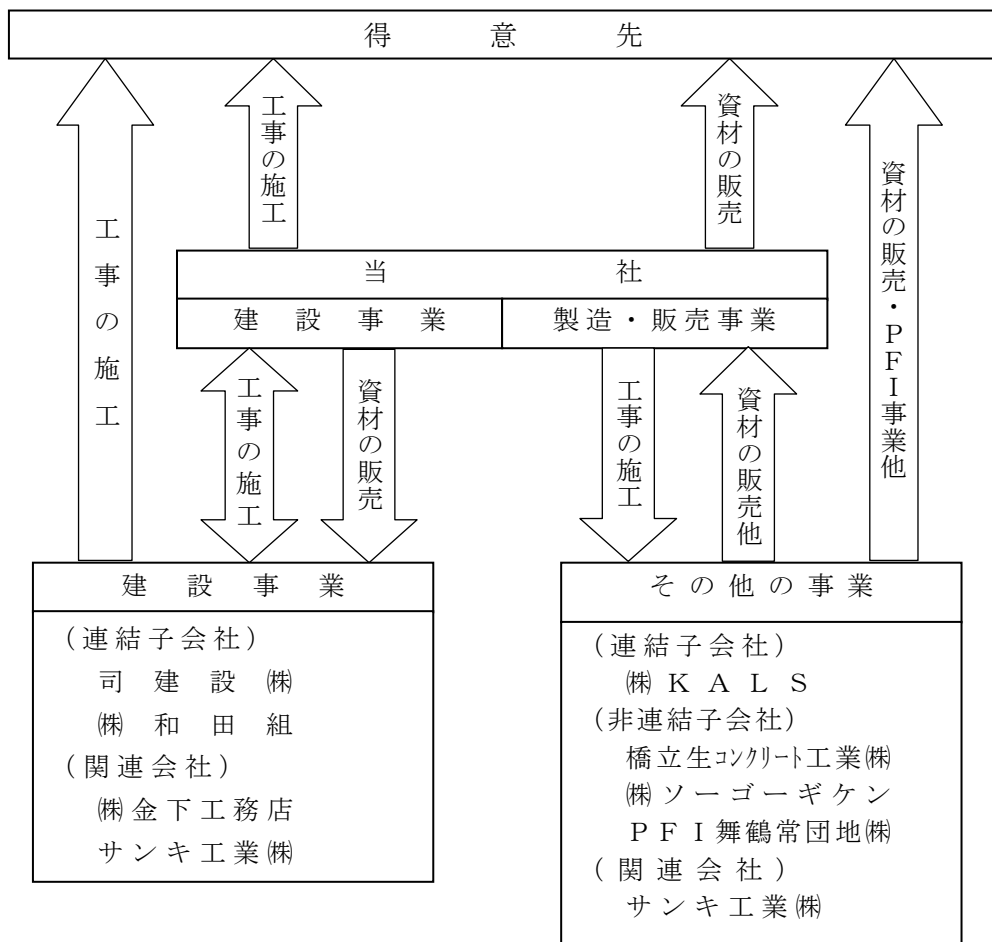 得意先
工事の施工
工事の施工
資材の販売
資材の販売・PFI事業他
当社
建設事業
製造・販売事業
工事の施工
資材の販売
工事の施工
資材の販売他
建設事業
(連結子会社)
司建設㈱
㈱和田組
(関連会社)
㈱金下工務店
サンキ工業㈱
その他の事業
(連結子会社)
㈱KALS
(非連結子会社)
橋立生コンクリート工業㈱
㈱ソーゴーギケン
PFI舞鶴常団地㈱
(関連会社)
サンキ工業㈱